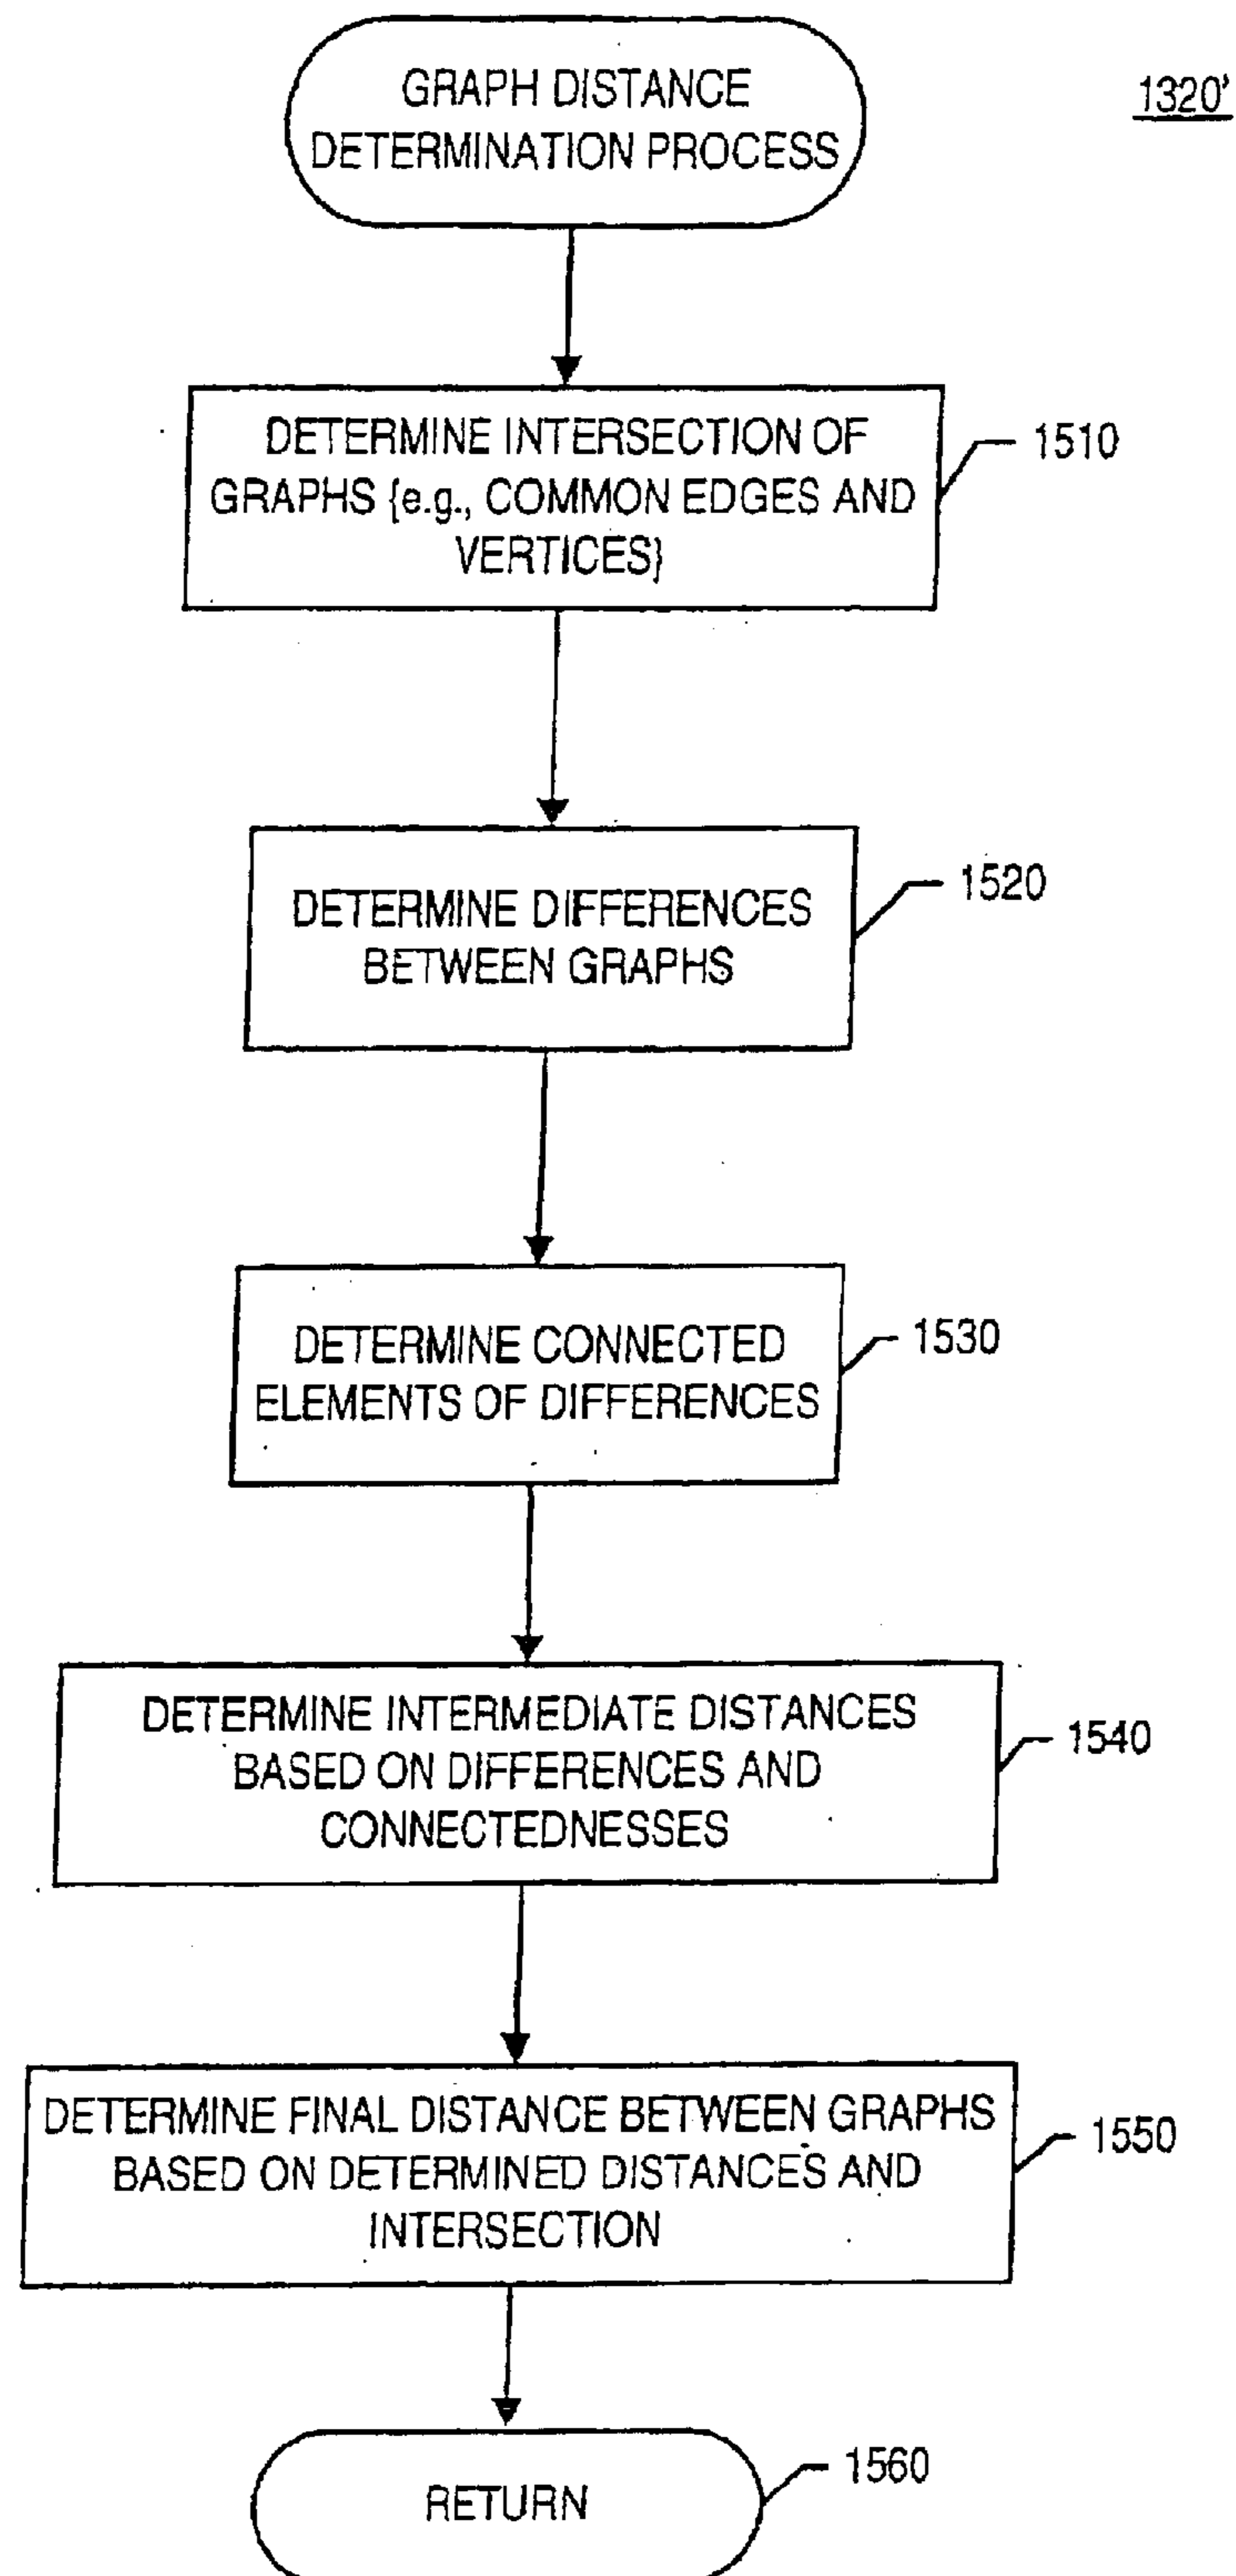 GRAPH DISTANCE
DETERMINATION PROCESS
1320'
DETERMINE INTERSECTION OF
GRAPHS {e.g., COMMON EDGES AND
VERTICES}
1510
DETERMINE DIFFERENCES
BETWEEN GRAPHS
1520
DETERMINE CONNECTED
ELEMENTS OF DIFFERENCES
1530
DETERMINE INTERMEDIATE DISTANCES
BASED ON DIFFERENCES AND
CONNECTEDNESSES
1540
DETERMINE FINAL DISTANCE BETWEEN GRAPHS
BASED ON DETERMINED DISTANCES AND
INTERSECTION
1550
RETURN
1560